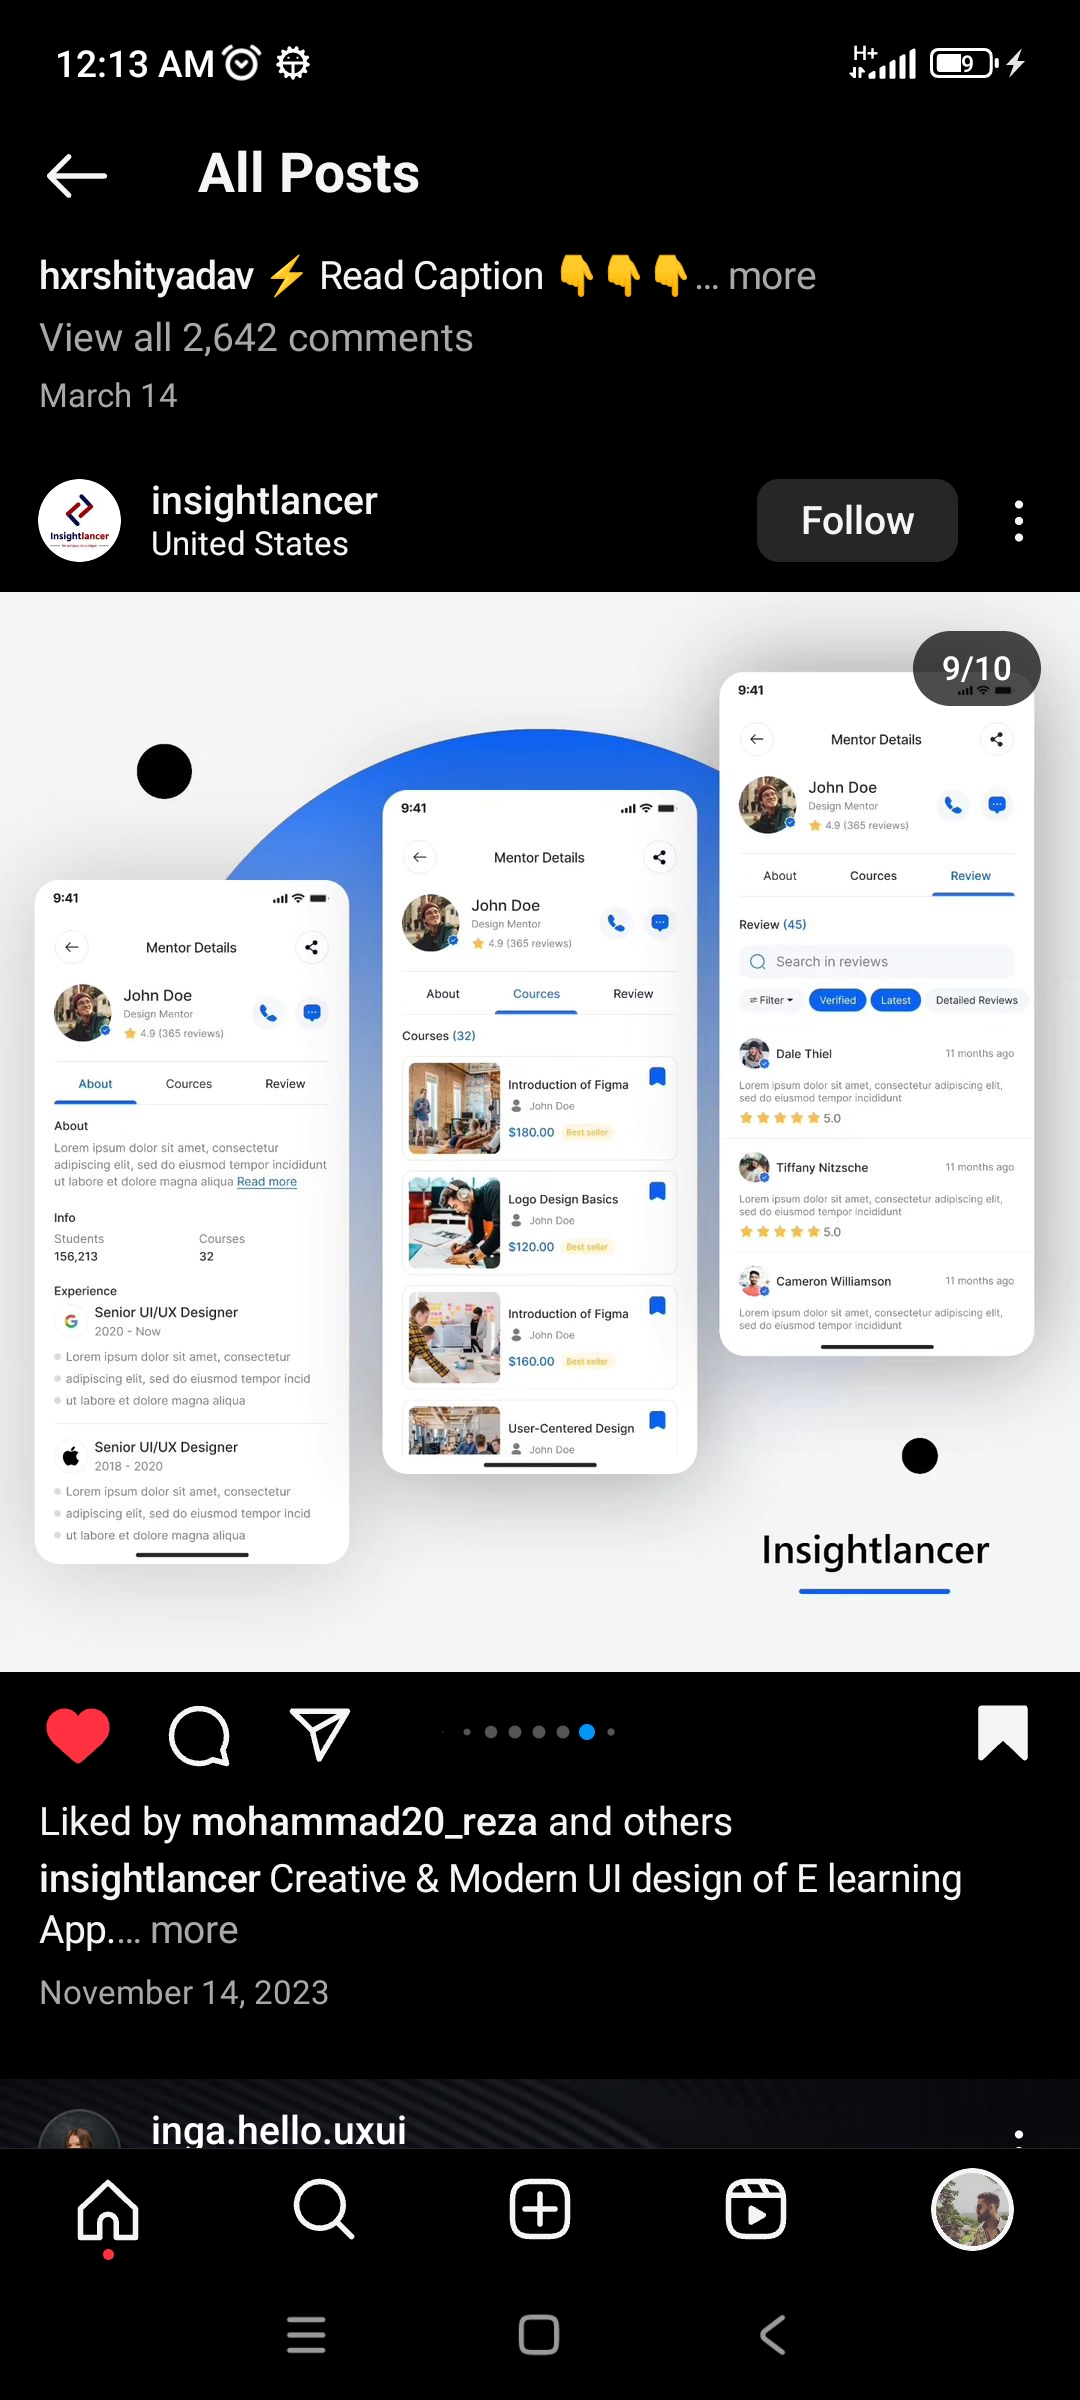 12:13 AM
H+
9
All Posts
hxrshityadav ⚡ Read Caption 👇👇👇... more
View all 2,642 comments
March 14
Insightlancer
insightlancer
United States
Follow
9/10
9:41
Mentor Details
John Doe
Design Mentor
4.9 (365 reviews)
About
Cources
Review
About
Lorem ipsum dolor sit amet, consectetur
adipiscing elit, sed do eiusmod tempor incididunt
ut labore et dolore magna aliqua Read more
Info
Students
Courses
156,213
32
Experience
Senior UI/UX Designer
2020 - Now
Lorem ipsum dolor sit amet, consectetur
adipiscing elit, sed do eiusmod tempor incid
ut labore et dolore magna aliqua
Senior UI/UX Designer
2018 - 2020
Lorem ipsum dolor sit amet, consectetur
adipiscing elit, sed do eiusmod tempor incid
ut labore et dolore magna aliqua
9:41
Mentor Details
John Doe
Design Mentor
4.9 (365 reviews)
About
Cources
Review
Courses (32)
Introduction of Figma
John Doe
$180.00 Best seller
Logo Design Basics
John Doe
$120.00 Best seller
Introduction of Figma
John Doe
$160.00 Best seller
User-Centered Design
John Doe
9:41
Mentor Details
John Doe
Design Mentor
4.9 (365 reviews)
About
Cources
Review
Review (45)
Search in reviews
Filter
Verified
Latest
Detailed Reviews
Dale Thiel
11 months ago
Lorem ipsum dolor sit amet, consectetur adipiscing elit,
sed do eiusmod tempor incididunt
5.0
Tiffany Nitzsche
11 months ago
Lorem ipsum dolor sit amet, consectetur adipiscing elit,
sed do eiusmod tempor incididunt
5.0
Cameron Williamson
11 months ago
Lorem ipsum dolor sit amet, consectetur adipiscing elit,
sed do eiusmod tempor incididunt
Insightlancer
Liked by mohammad20_reza and others
insightlancer Creative & Modern UI design of E learning
App.... more
November 14, 2023
inga.hello.uxui